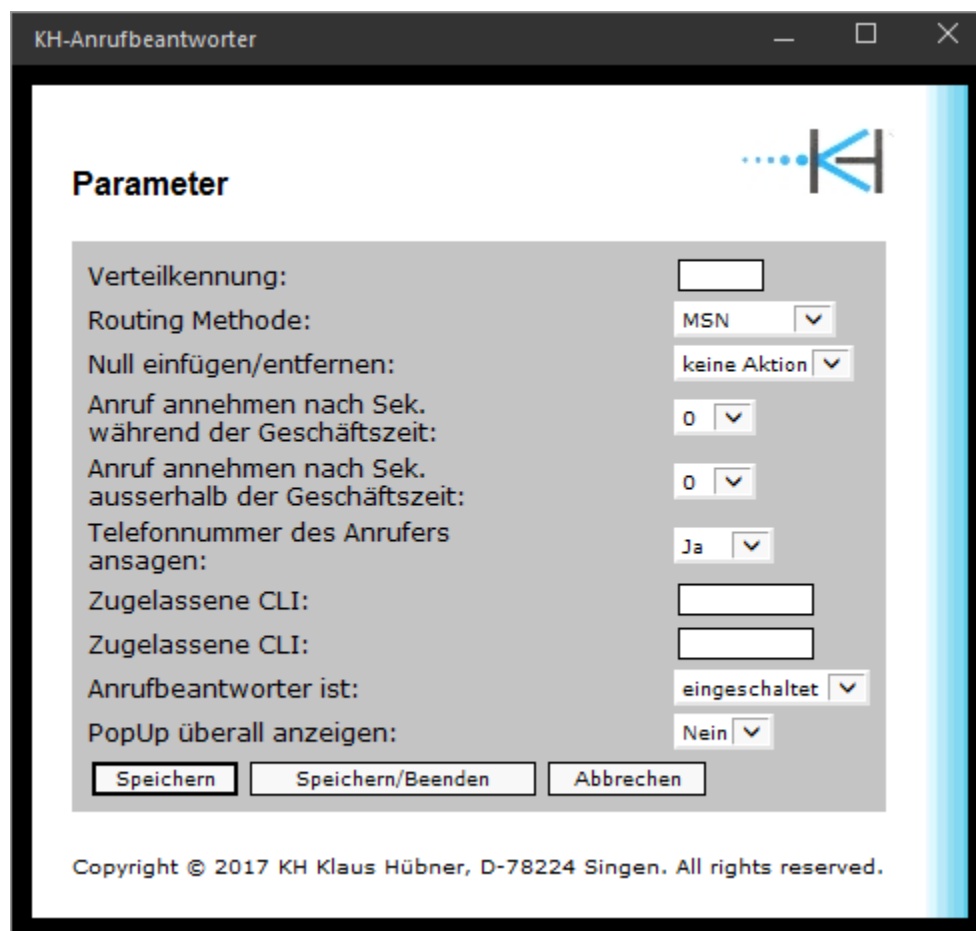 KH-Anrufbeantworter
KH
Parameter
Verteilkennung:
Routing Methode: MSN
Null einfügen/entfernen: keine Aktion
Anruf annehmen nach Sek.
während der Geschäftszeit: 0
Anruf annehmen nach Sek.
ausserhalb der Geschäftszeit: 0
Telefonnummer des Anrufers
ansagen: Ja
Zugelassene CLI:
Zugelassene CLI:
Anrufbeantworter ist: eingeschaltet
PopUp überall anzeigen: Nein
Speichern Speichern/Beenden Abbrechen
Copyright © 2017 KH Klaus Hübner, D-78224 Singen. All rights reserved.